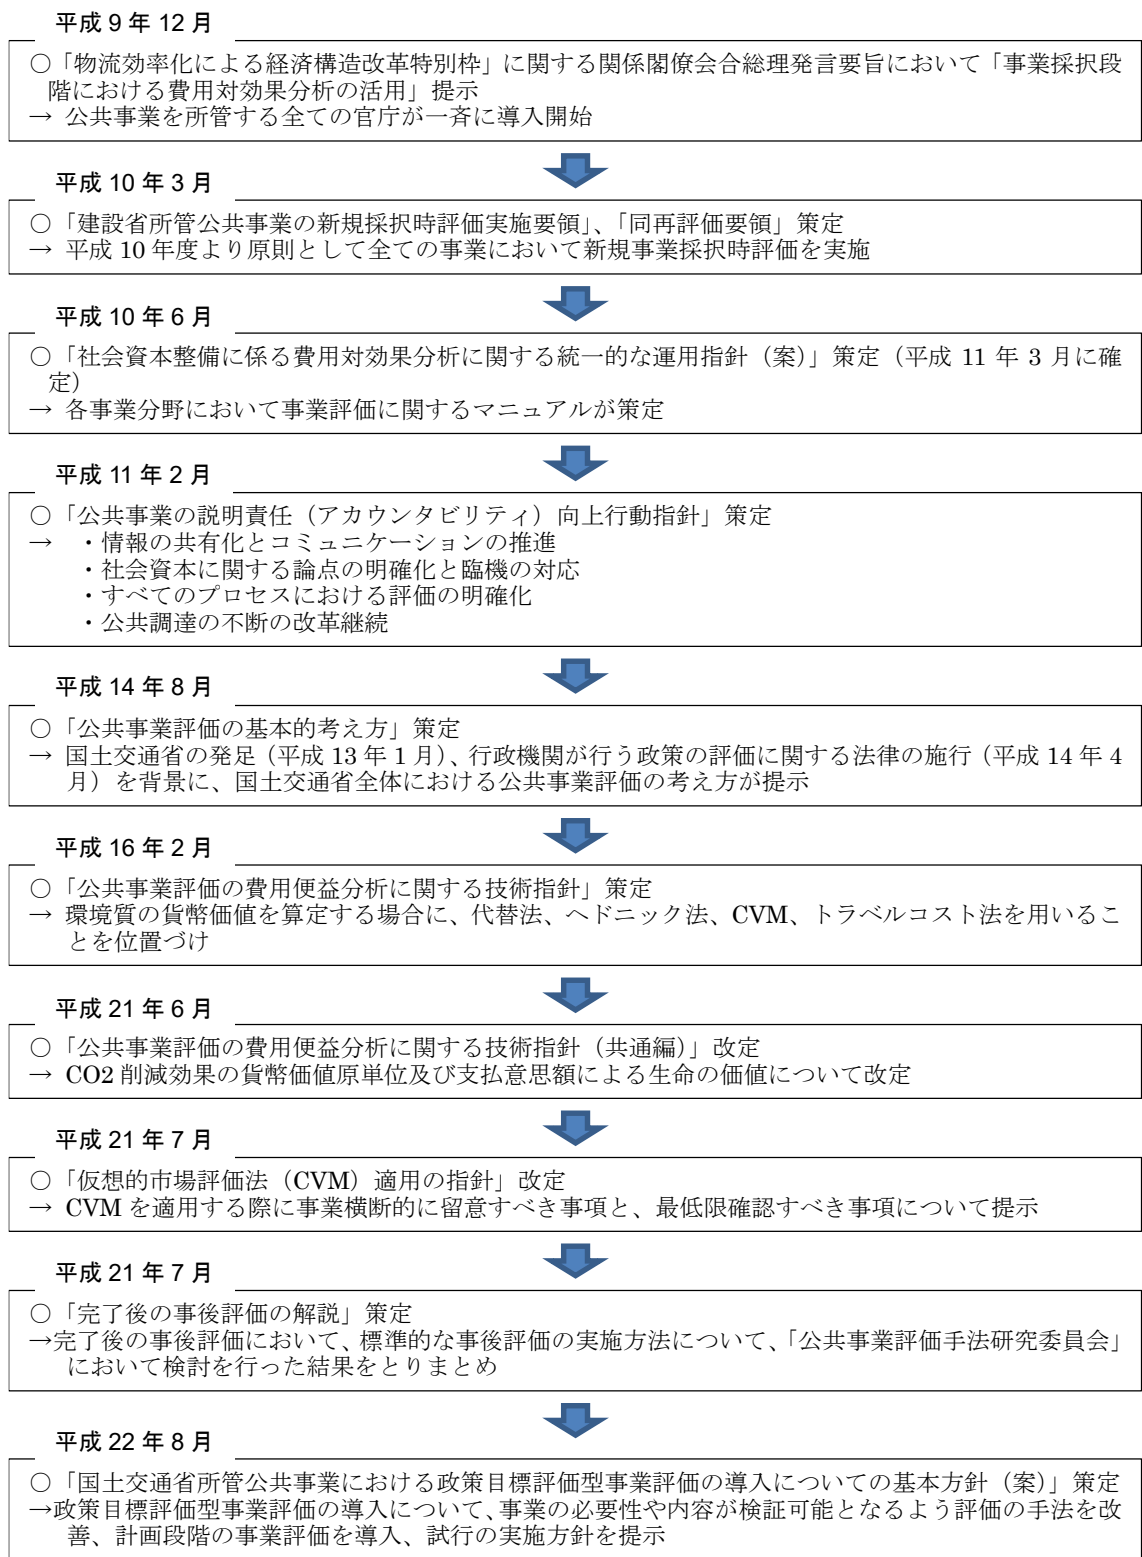 平成 9 年 12 月
○「物流効率化による経済構造改革特別枠」に関する関係閣僚会合総理発言要旨において「事業採択段
階における費用対効果分析の活用」提示
→ 公共事業を所管する全ての官庁が一斉に導入開始
平成 10 年 3 月
○「建設省所管公共事業の新規採択時評価実施要領」、「同再評価要領」策定
→ 平成 10 年度より原則として全ての事業において新規事業採択時評価を実施
平成 10 年 6 月
○「社会資本整備に係る費用対効果分析に関する統一的な運用指針（案）」策定（平成 11 年 3 月に確
定）
→ 各事業分野において事業評価に関するマニュアルが策定
平成 11 年 2 月
○「公共事業の説明責任（アカウンタビリティ）向上行動指針」策定
→ ・情報の共有化とコミュニケーションの推進
・社会資本に関する論点の明確化と臨機の対応
・すべてのプロセスにおける評価の明確化
・公共調達の不断の改革継続
平成 14 年 8 月
○「公共事業評価の基本的考え方」策定
→ 国土交通省の発足（平成 13 年 1 月）、行政機関が行う政策の評価に関する法律の施行（平成 14 年 4
月）を背景に、国土交通省全体における公共事業評価の考え方が提示
平成 16 年 2 月
○「公共事業評価の費用便益分析に関する技術指針」策定
→ 環境質の貨幣価値を算定する場合に、代替法、ヘドニック法、CVM、トラベルコスト法を用いるこ
とを位置づけ
平成 21 年 6 月
○「公共事業評価の費用便益分析に関する技術指針（共通編）」改定
→ CO2 削減効果の貨幣価値原単位及び支払意思額による生命の価値について改定
平成 21 年 7 月
○「仮想的市場評価法（CVM）適用の指針」改定
→ CVM を適用する際に事業横断的に留意すべき事項と、最低限確認すべき事項について提示
平成 21 年 7 月
○「完了後の事後評価の解説」策定
→完了後の事後評価において、標準的な事後評価の実施方法について、「公共事業評価手法研究委員会」
において検討を行った結果をとりまとめ
平成 22 年 8 月
○「国土交通省所管公共事業における政策目標評価型事業評価の導入についての基本方針（案）」策定
→政策目標評価型事業評価の導入について、事業の必要性や内容が検証可能となるよう評価の手法を改
善、計画段階の事業評価を導入、試行の実施方針を提示